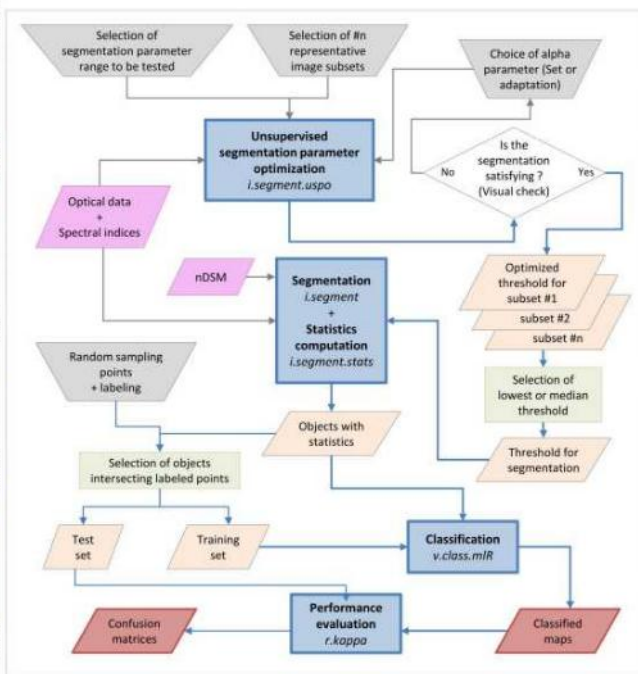 Selection of
segmentation parameter
range to be tested
Selection of #n
representative
image subsets
Choice of alpha
parameter (Set or
adaptation)
Unsupervised
segmentation parameter
optimization
i.segment.uspo
Is the
segmentation
satisfying ?
(Visual check)
No
Yes
Optical data
+
Spectral indices
nDSM
Segmentation
i.segment
+
Statistics
computation
i.segment.stats
Optimized
threshold for
subset #1
subset #2
subset #n
Random sampling
points
+ labeling
Selection of
lowest or median
threshold
Objects with
statistics
Threshold for
segmentation
Selection of objects
intersecting labeled points
Test
set
Training
set
Classification
v.class.mlR
Confusion
matrices
Performance
evaluation
r.kappa
Classified
maps